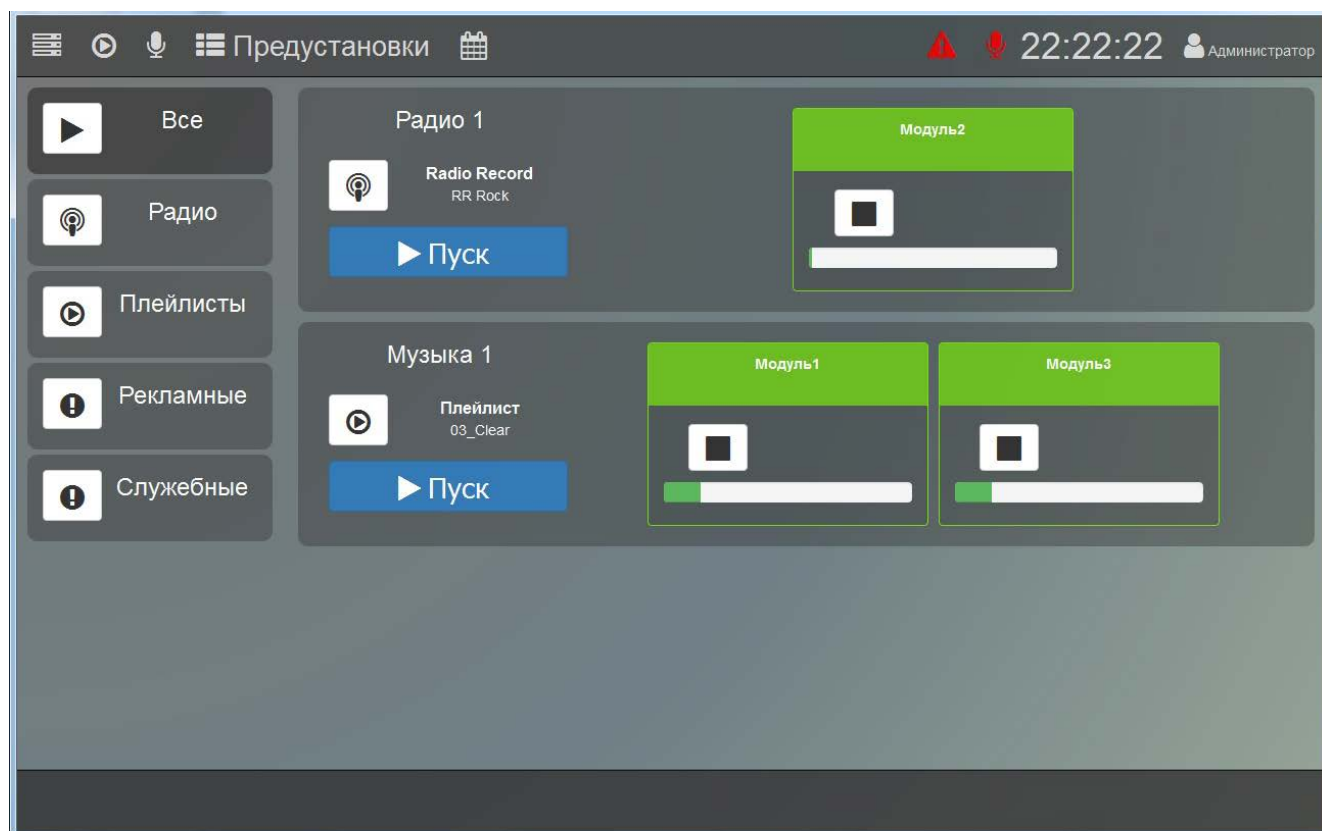 Предустановки
22:22:22
Администратор
Все
Радио
Плейлисты
Рекламные
Служебные
Радио 1
Radio Record
RR Rock
Пуск
Модуль2
Музыка 1
Плейлист
03_Clear
Пуск
Модуль1
Модуль3